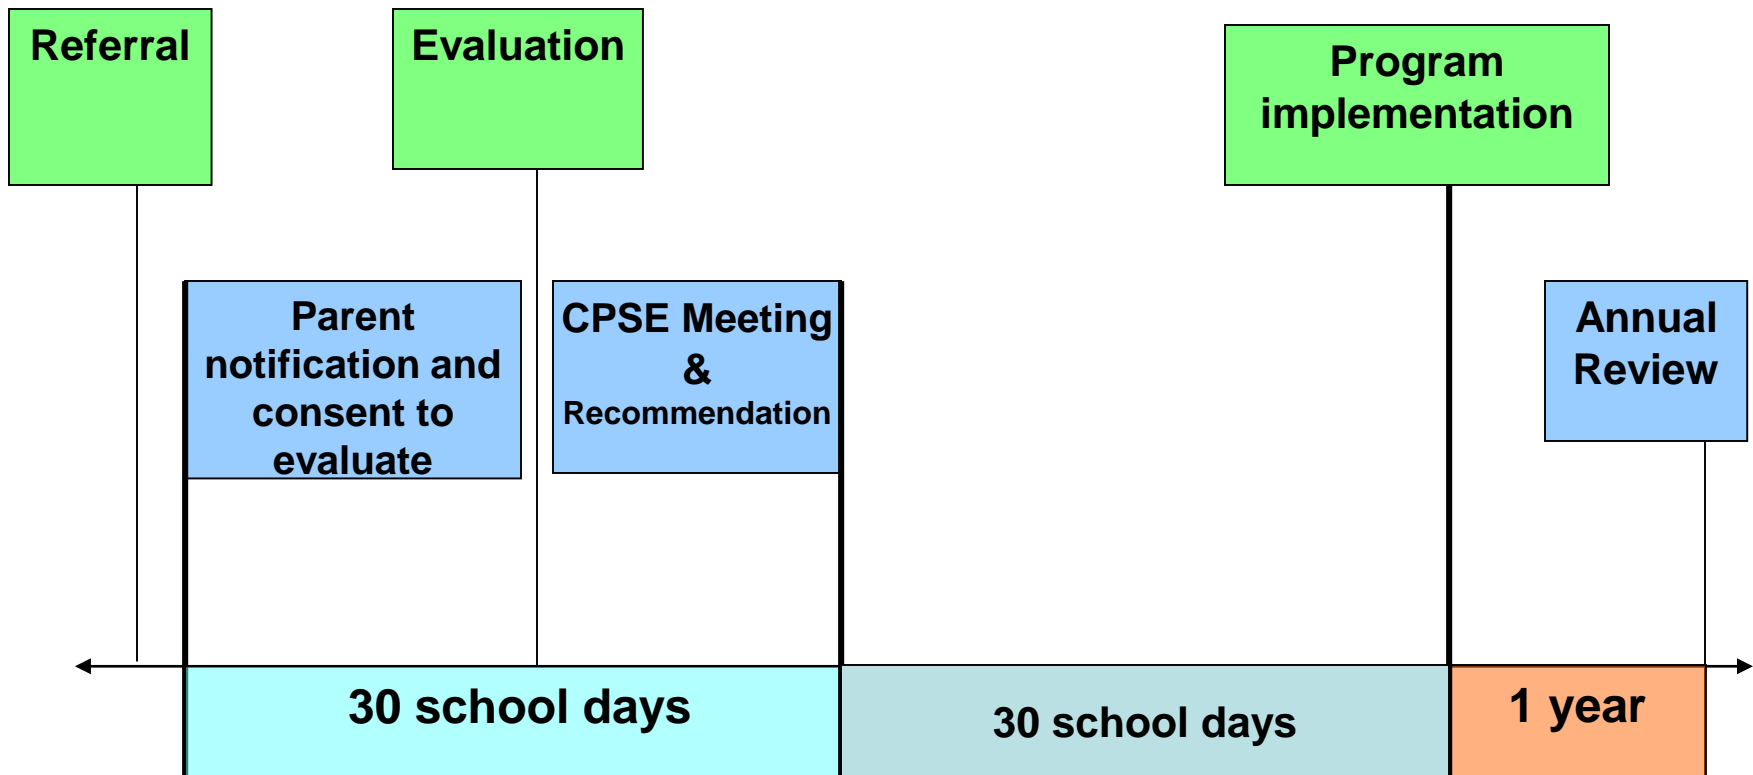 Referral
Evaluation
Program
implementation
Parent
notification and
consent to
evaluate
CPSE Meeting
&
Recommendation
Annual
Review
30 school days
30 school days
1 year